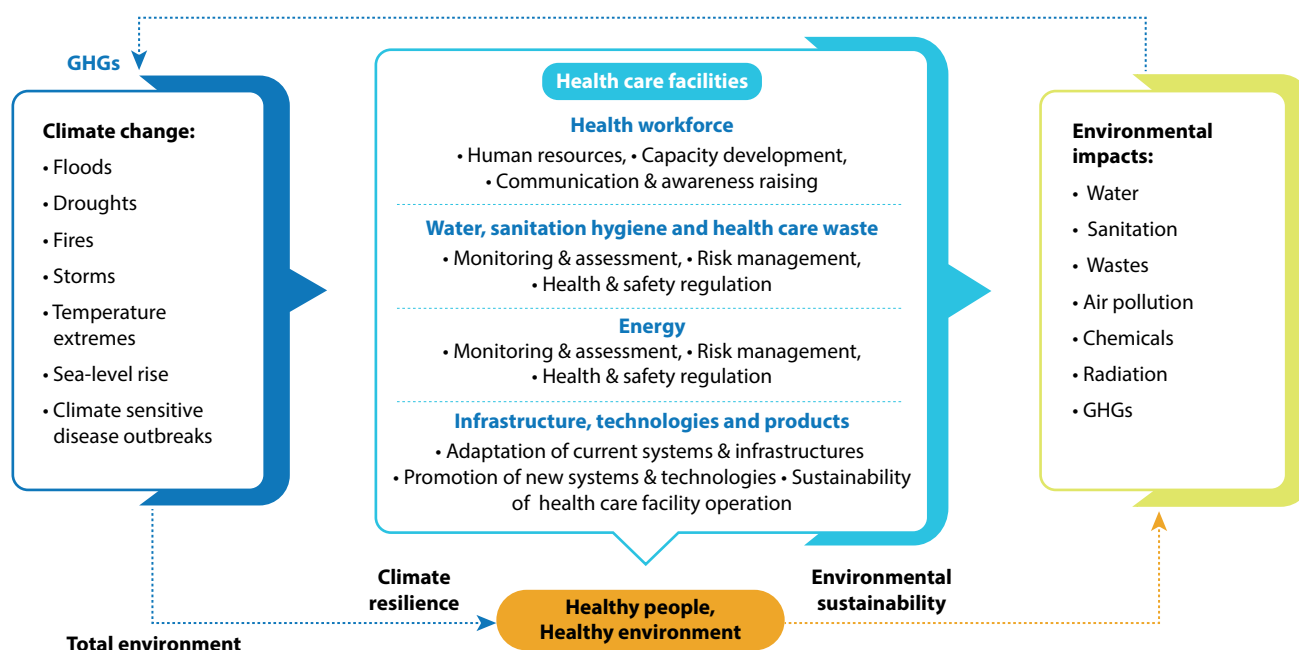 GHGs
Climate change:
• Floods
• Droughts
• Fires
• Storms
• Temperature
extremes
• Sea-level rise
• Climate sensitive
disease outbreaks
Health care facilities
Health workforce
• Human resources, • Capacity development,
• Communication & awareness raising
Water, sanitation hygiene and health care waste
• Monitoring & assessment, • Risk management,
• Health & safety regulation
Energy
• Monitoring & assessment, • Risk management,
• Health & safety regulation
Infrastructure, technologies and products
• Adaptation of current systems & infrastructures
• Promotion of new systems & technologies • Sustainability
of health care facility operation
Environmental
impacts:
• Water
• Sanitation
• Wastes
• Air pollution
• Chemicals
• Radiation
• GHGs
Climate
resilience
Healthy people,
Healthy environment
Environmental
sustainability
Total environment